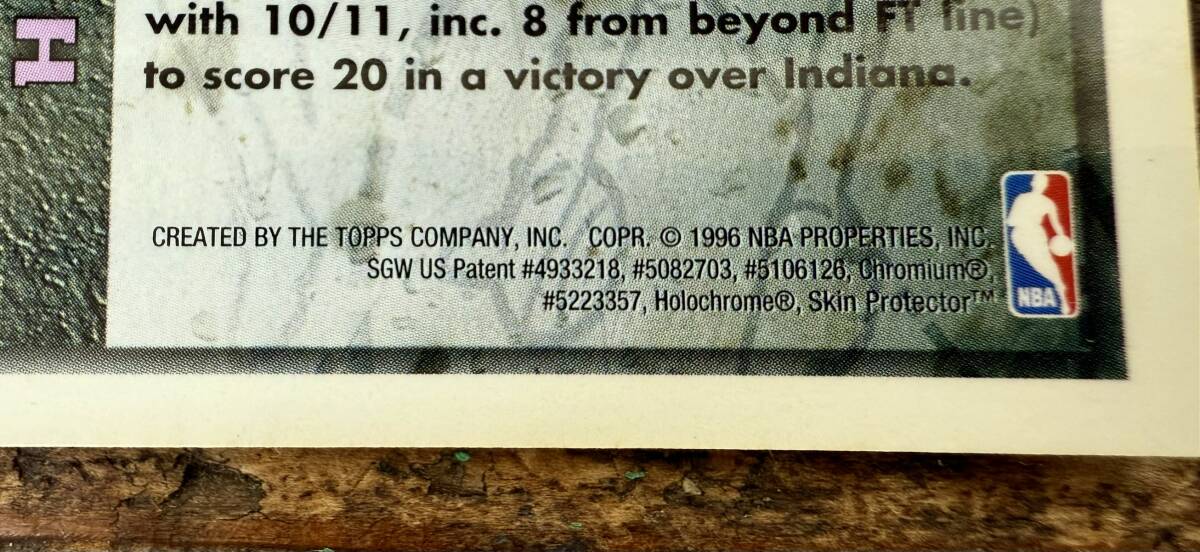 H
with 10/11, inc. 8 from beyond FT line)
to score 20 in a victory over Indiana.
CREATED BY THE TOPPS COMPANY, INC. COPR. © 1996 NBA PROPERTIES, INC.
SGW US Patent #4933218, #5082703, #5106126, Chromium®,
#5223357, Holochrome®, Skin Protector™
NBA